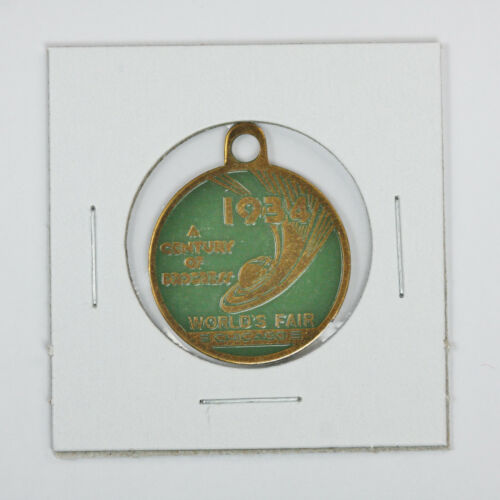 1934
A
CENTURY
OF
PROGRESS
WORLD'S FAIR